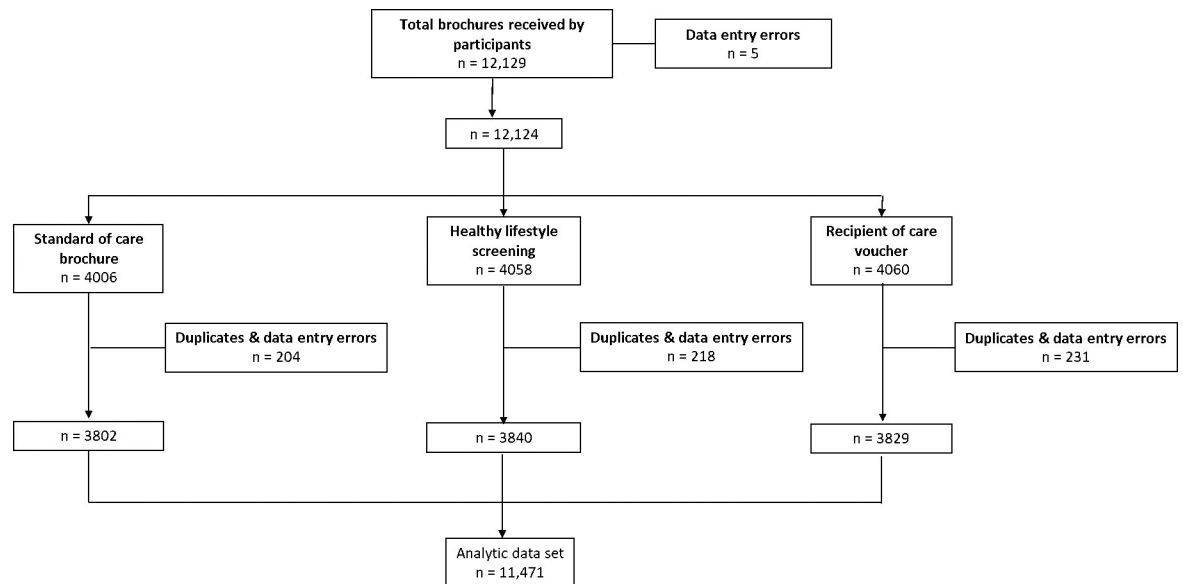 Total brochures received by
participants
n = 12,129
Data entry errors
n = 5
n = 12,124
Standard of care
brochure
n = 4006
Healthy lifestyle
screening
n = 4058
Recipient of care
voucher
n = 4060
Duplicates & data entry errors
n = 204
Duplicates & data entry errors
n = 218
Duplicates & data entry errors
n = 231
n = 3802
n = 3840
n = 3829
Analytic data set
n = 11,471